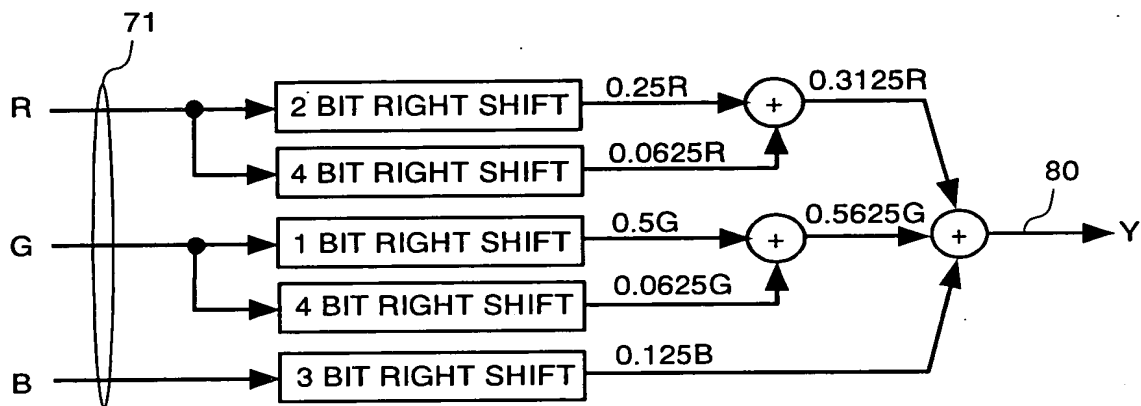 71
R
2 BIT RIGHT SHIFT
0.25R
+
0.3125R
4 BIT RIGHT SHIFT
0.0625R
80
G
1 BIT RIGHT SHIFT
0.5G
+
0.5625G
+
Y
4 BIT RIGHT SHIFT
0.0625G
B
3 BIT RIGHT SHIFT
0.125B